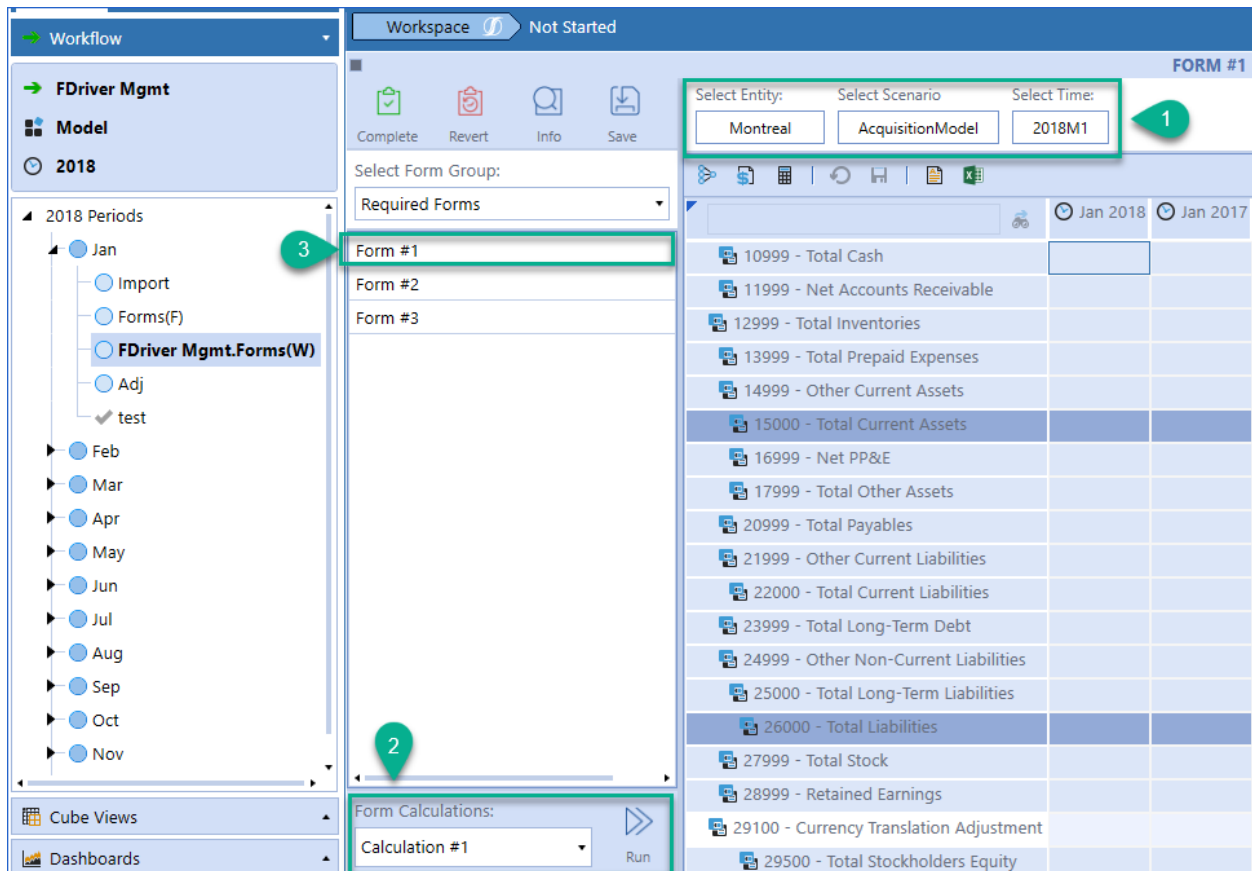 Workflow
FDriver Mgmt
Model
2018
2018 Periods
Jan
Import
Forms(F)
FDriver Mgmt.Forms(W)
Adj
test
Feb
Mar
Apr
May
Jun
Jul
Aug
Sep
Oct
Nov
Cube Views
Dashboards
Workspace Not Started
FORM #1
Complete Revert Info Save
Select Form Group:
Required Forms
3
Form #1
Form #2
Form #3
2
Form Calculations:
Calculation #1
Run
Select Entity: Select Scenario Select Time:
Montreal AcquisitionModel 2018M1
1
Jan 2018 Jan 2017
10999 - Total Cash
11999 - Net Accounts Receivable
12999 - Total Inventories
13999 - Total Prepaid Expenses
14999 - Other Current Assets
15000 - Total Current Assets
16999 - Net PP&E
17999 - Total Other Assets
20999 - Total Payables
21999 - Other Current Liabilities
22000 - Total Current Liabilities
23999 - Total Long-Term Debt
24999 - Other Non-Current Liabilities
25000 - Total Long-Term Liabilities
26000 - Total Liabilities
27999 - Total Stock
28999 - Retained Earnings
29100 - Currency Translation Adjustment
29500 - Total Stockholders Equity